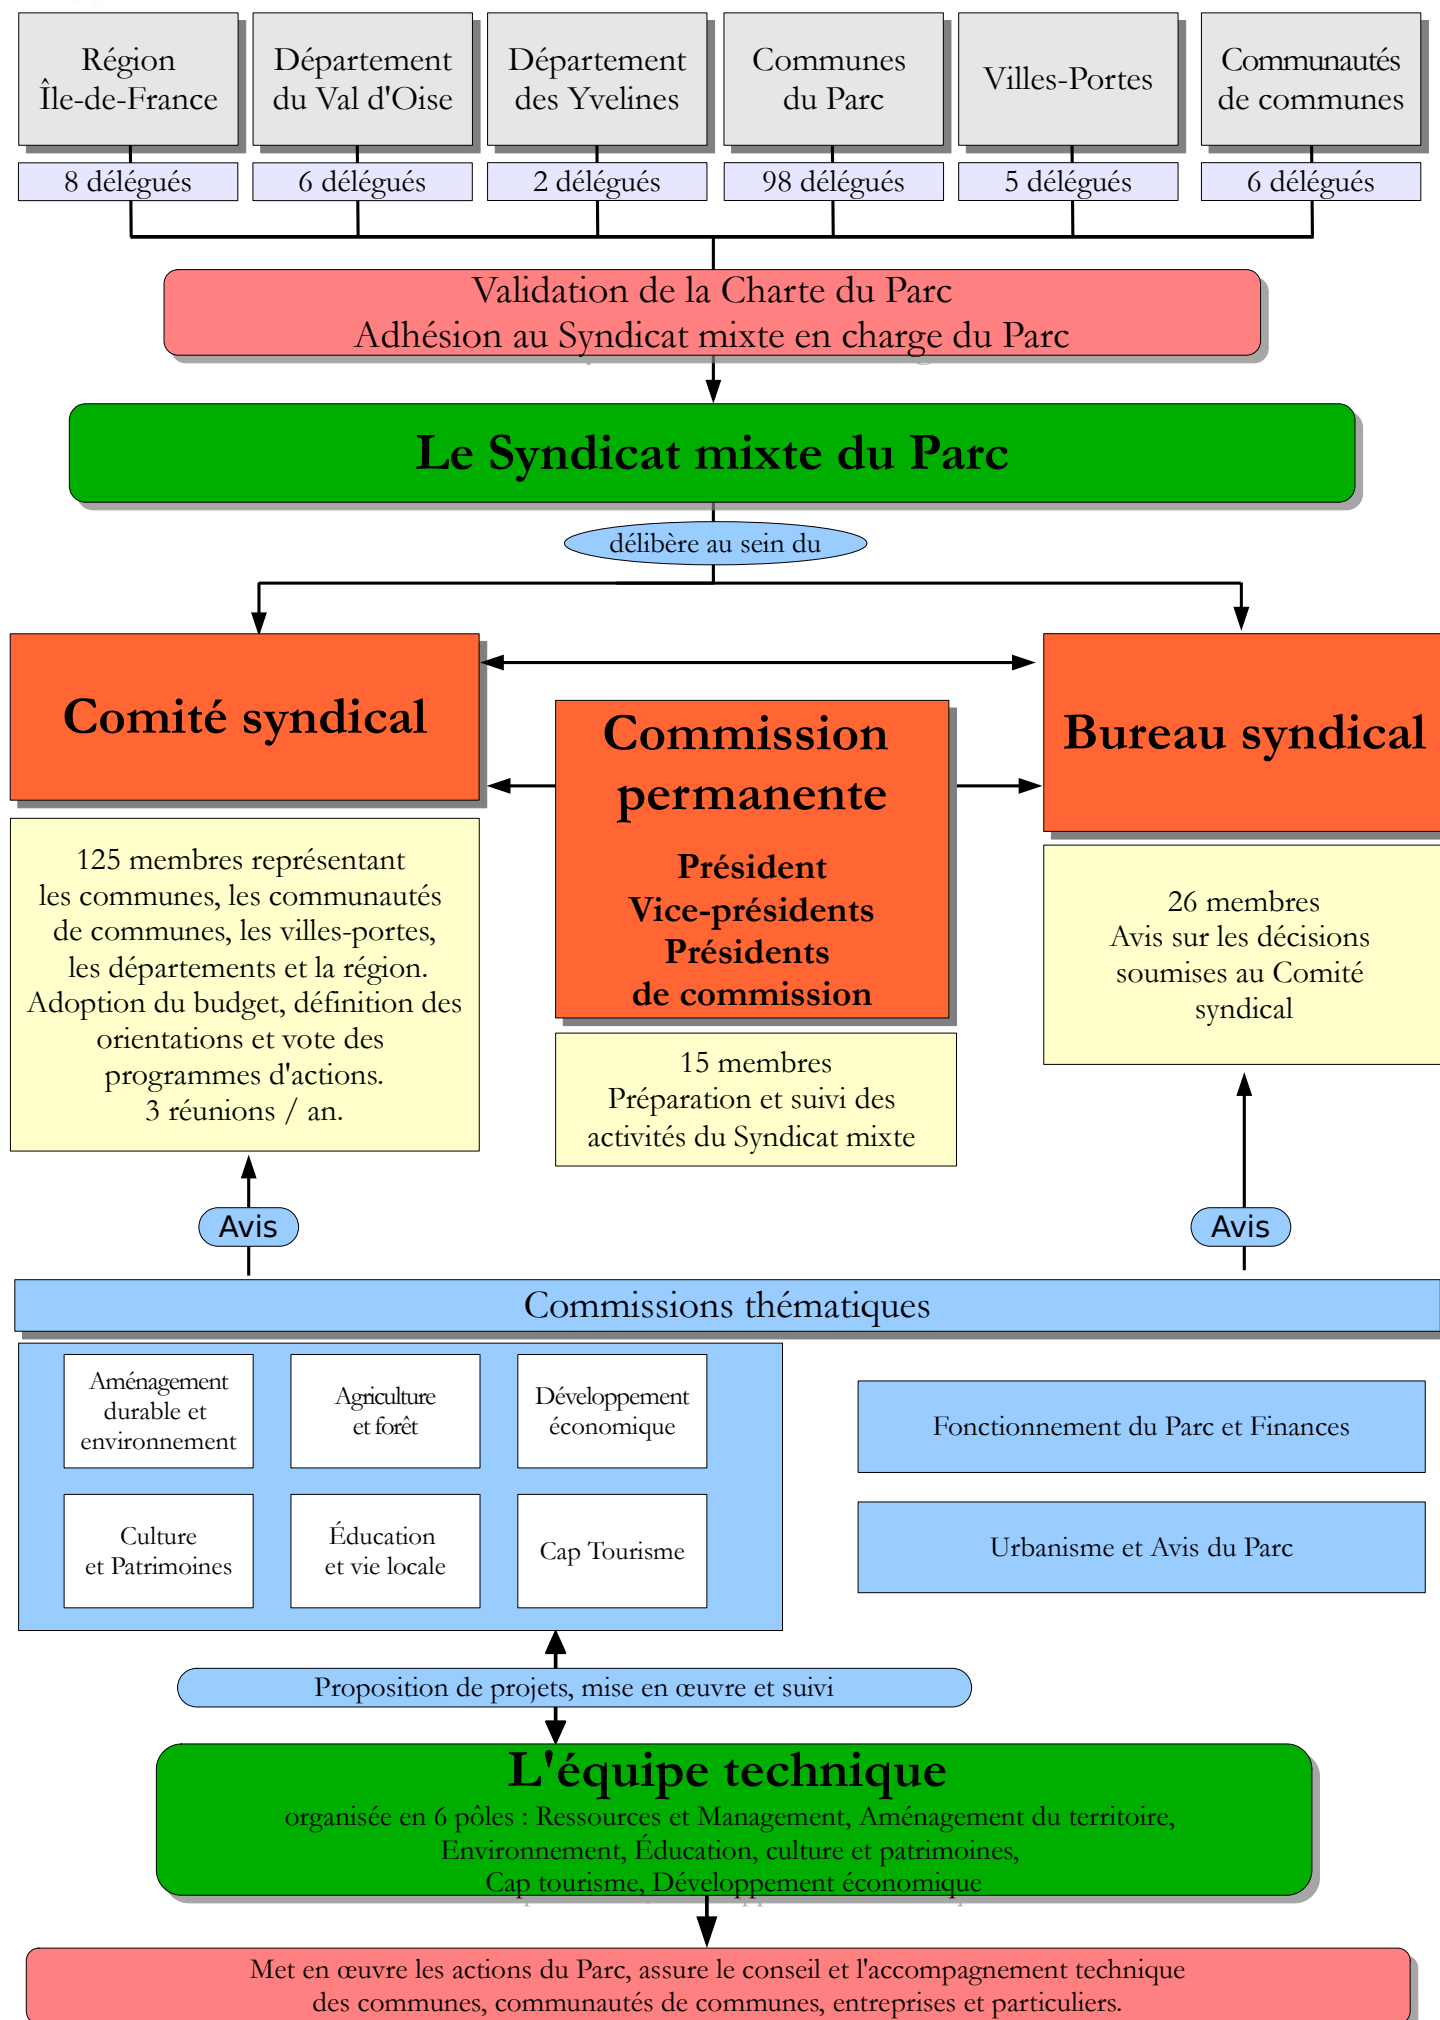 Région
Île-de-France
Département
du Val d'Oise
Département
des Yvelines
Communes
du Parc
Villes-Portes
Communautés
de communes
8 délégués
6 délégués
2 délégués
98 délégués
5 délégués
6 délégués
Validation de la Charte du Parc
Adhésion au Syndicat mixte en charge du Parc
Le Syndicat mixte du Parc
délibère au sein du
Comité syndical
Commission
permanente
Président
Vice-présidents
Présidents
de commission
Bureau syndical
125 membres représentant
les communes, les communautés
de communes, les villes-portes,
les départements et la région.
Adoption du budget, définition des
orientations et vote des
programmes d'actions.
3 réunions / an.
15 membres
Préparation et suivi des
activités du Syndicat mixte
26 membres
Avis sur les décisions
soumises au Comité
syndical
Avis
Avis
Commissions thématiques
Aménagement
durable et
environnement
Agriculture
et forêt
Développement
économique
Culture
et Patrimoines
Éducation
et vie locale
Cap Tourisme
Fonctionnement du Parc et Finances
Urbanisme et Avis du Parc
Proposition de projets, mise en œuvre et suivi
L'équipe technique
organisée en 6 pôles : Ressources et Management, Aménagement du territoire,
Environnement, Éducation, culture et patrimoines,
Cap tourisme, Développement économique
Met en œuvre les actions du Parc, assure le conseil et l'accompagnement technique
des communes, communautés de communes, entreprises et particuliers.